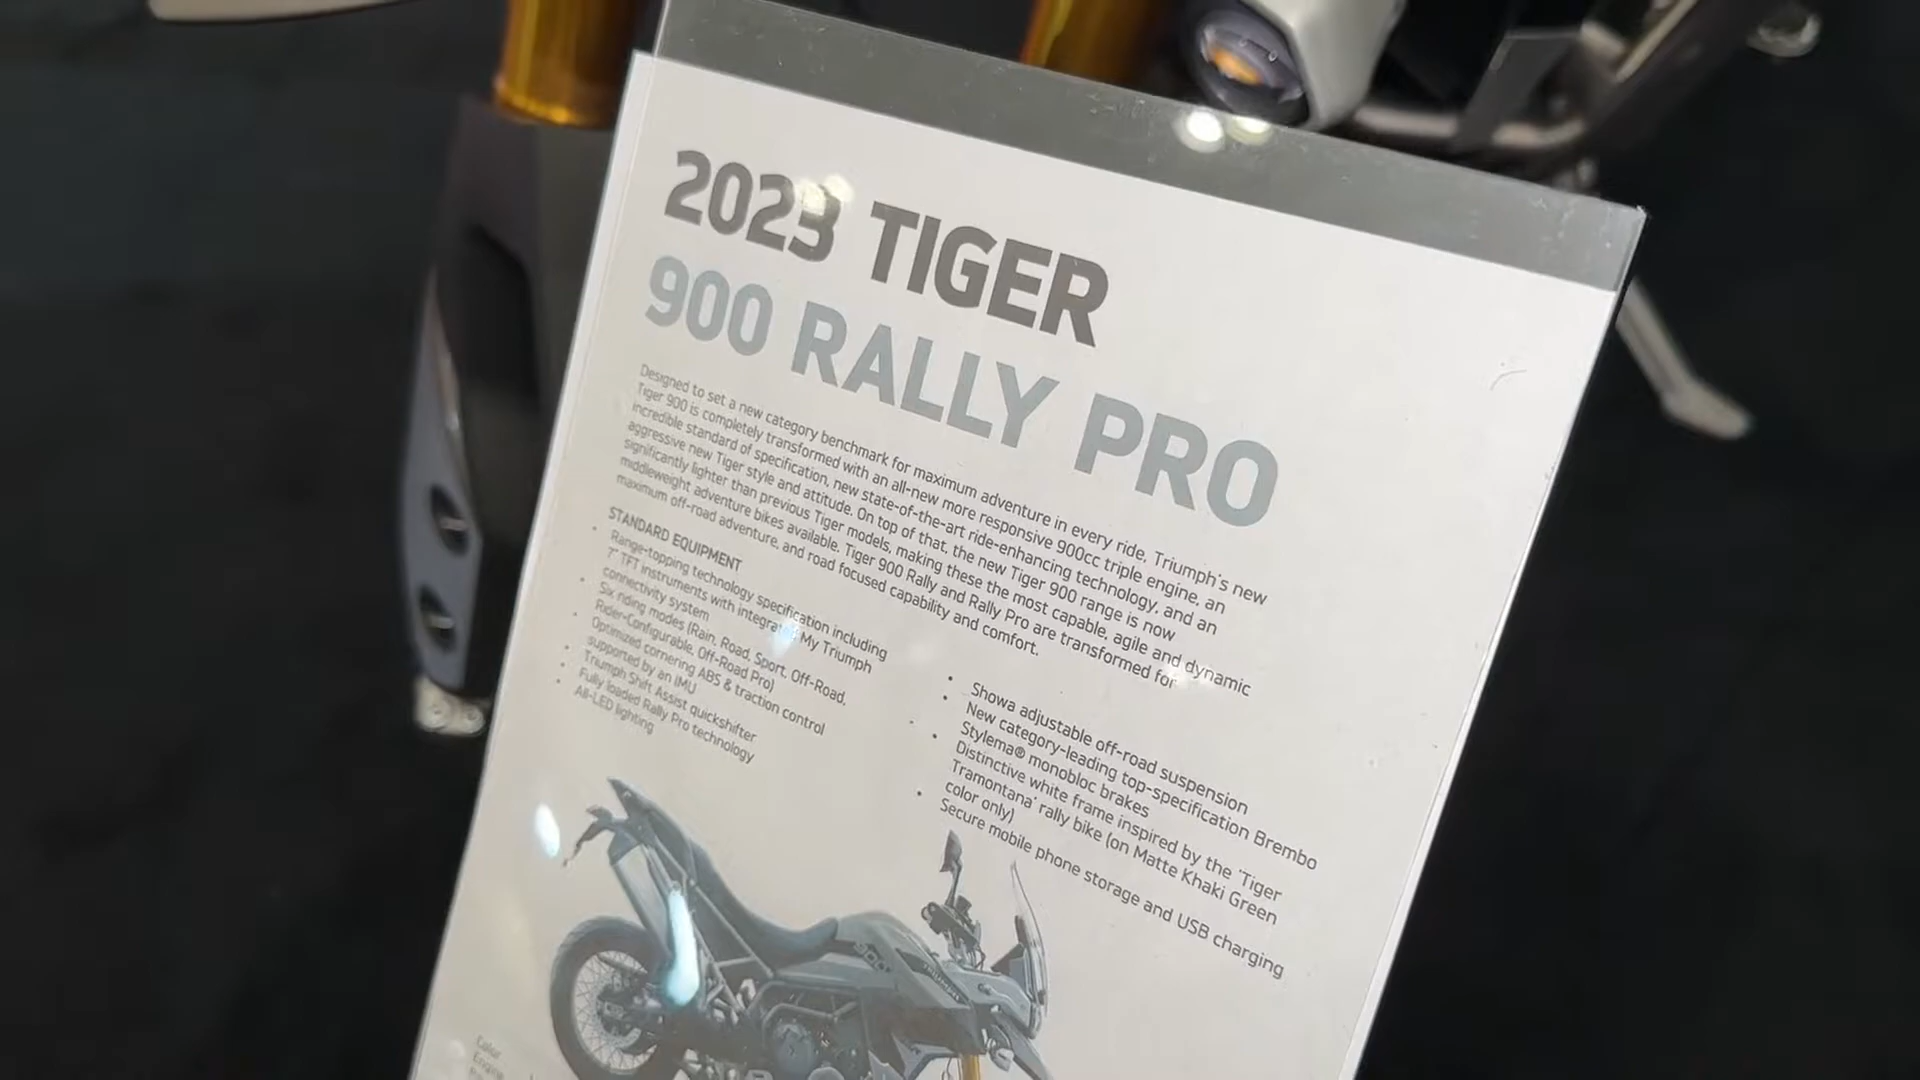 2023 TIGER
900 RALLY PRO
Designed to set a new category benchmark for maximum adventure in every ride, Triumph's new
Tiger 900 is completely transformed with an all-new more responsive 900cc triple engine, an
incredible standard of specification, new state-of-the-art ride-enhancing technology, and an
aggressive new Tiger style and attitude. On top of that, the new Tiger 900 range is now
significantly lighter than previous Tiger models, making these the most capable, agile and dynamic
middleweight adventure bikes available. Tiger 900 Rally and Rally Pro are transformed for
maximum off-road adventure, and road focused capability and comfort.
STANDARD EQUIPMENT
• Range-topping technology specification including
7" TFT instruments with integrated My Triumph
connectivity system
• Six riding modes (Rain, Road, Sport, Off-Road,
Rider-Configurable, Off-Road Pro)
• Optimized cornering ABS & traction control
supported by an IMU
• Triumph Shift Assist quickshifter
• Fully loaded Rally Pro technology
• All-LED lighting
• Showa adjustable off-road suspension
• New category-leading top-specification Brembo
Stylema® monobloc brakes
• Distinctive white frame inspired by the 'Tiger
Tramontana' rally bike (on Matte Khaki Green
color only)
• Secure mobile phone storage and USB charging
900
TRIUMPH
Color
Engine